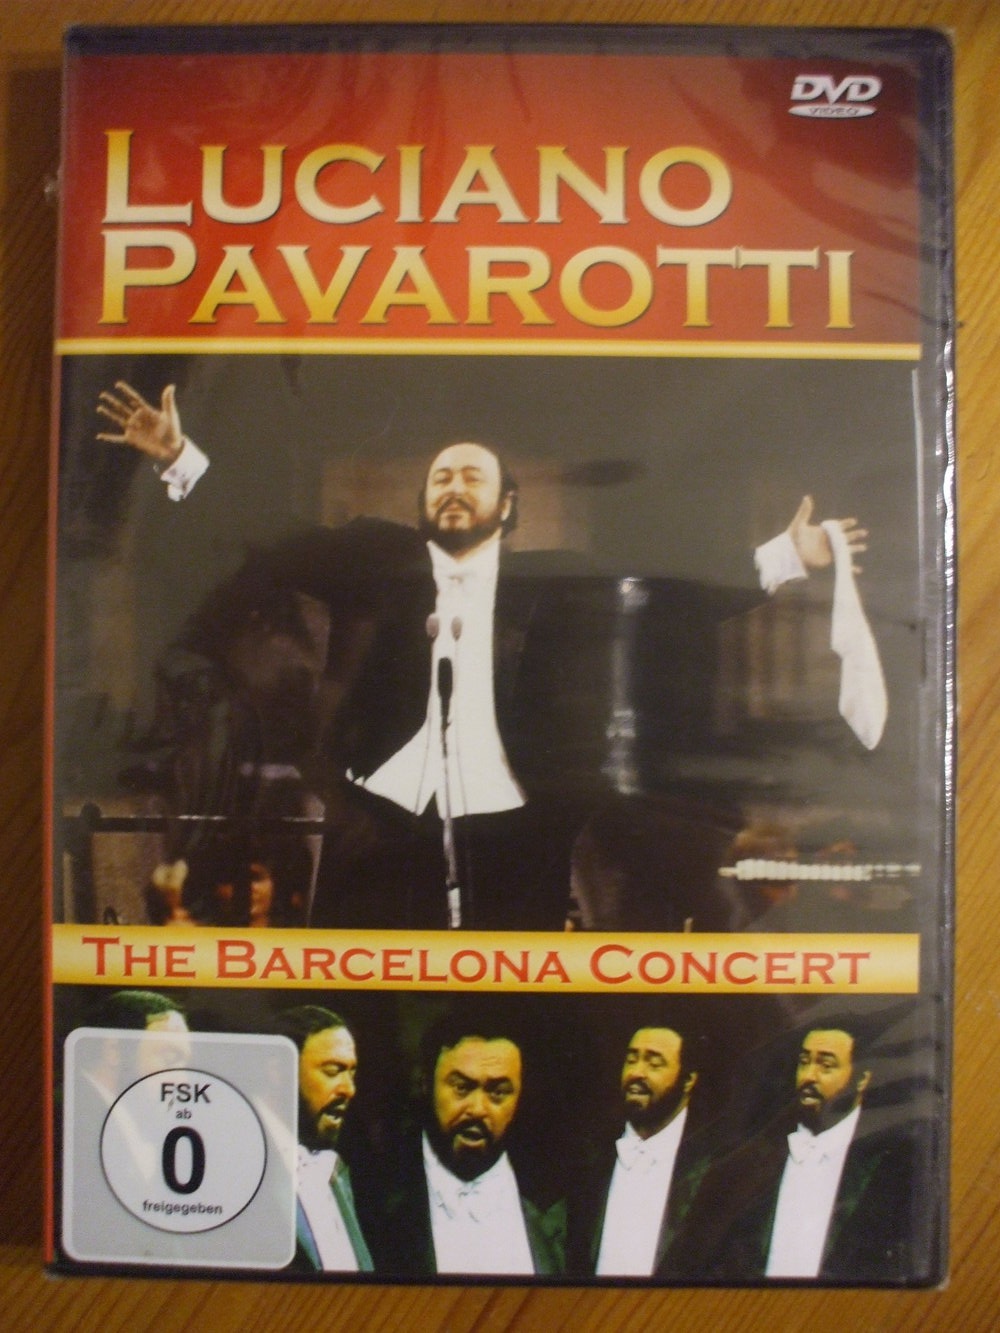 DVD
VIDEO
LUCIANO
PAVAROTTI
THE BARCELONA CONCERT
FSK
ab
0
freigegeben